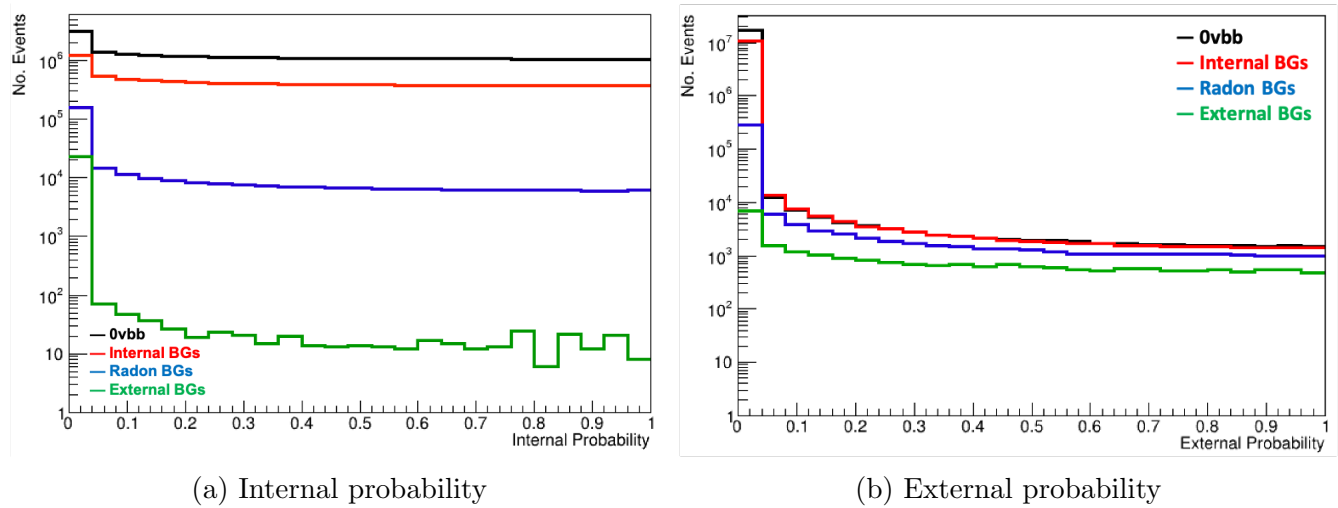 No. Events
10⁶
10⁵
10⁴
10³
10²
10
1
0vbb
Internal BGs
Radon BGs
External BGs
0 0.1 0.2 0.3 0.4 0.5 0.6 0.7 0.8 0.9 1
Internal Probability
(a) Internal probability
No. Events
10⁷
10⁶
10⁵
10⁴
10³
10²
10
1
0vbb
Internal BGs
Radon BGs
External BGs
0 0.1 0.2 0.3 0.4 0.5 0.6 0.7 0.8 0.9 1
External Probability
(b) External probability